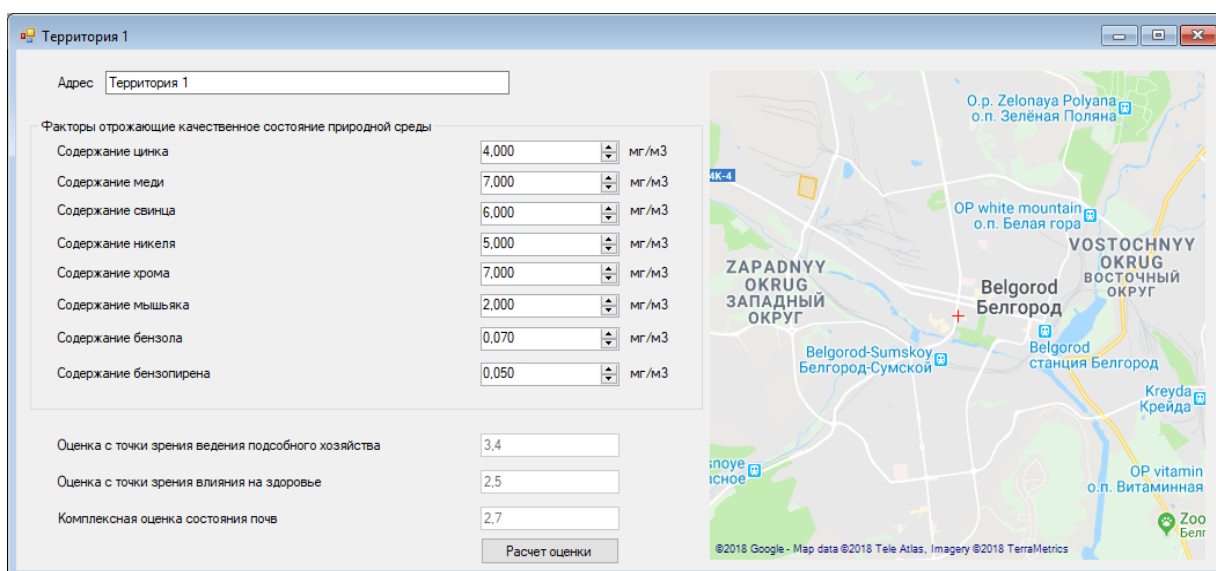 Территория 1
Адрес Территория 1
Факторы отрожающие качественное состояние природной среды
Содержание цинка 4,000 мг/м3
Содержание меди 7,000 мг/м3
Содержание свинца 6,000 мг/м3
Содержание никеля 5,000 мг/м3
Содержание хрома 7,000 мг/м3
Содержание мышьяка 2,000 мг/м3
Содержание бензола 0,070 мг/м3
Содержание бензопирена 0,050 мг/м3
Оценка с точки зрения ведения подсобного хозяйства 3,4
Оценка с точки зрения влияния на здоровье 2,5
Комплексная оценка состояния почв 2,7
Расчет оценки
O.p. Zelonaya Polyana
о.п. Зелёная Поляна
4K-4
OP white mountain
о.п. Белая гора
VOSTOCHNYY
OKRUG
ВОСТОЧНЫЙ
ОКРУГ
ZAPADNYY
OKRUG
ЗАПАДНЫЙ
ОКРУГ
Belgorod
Белгород
Belgorod-Sumskoy
Белгород-Сумской
Belgorod
станция Белгород
Kreyda
Крейда
snoye
сное
OP vitamin
о.п. Витаминная
Zoo
Белг
©2018 Google - Map data ©2018 Tele Atlas, Imagery ©2018 TerraMetrics